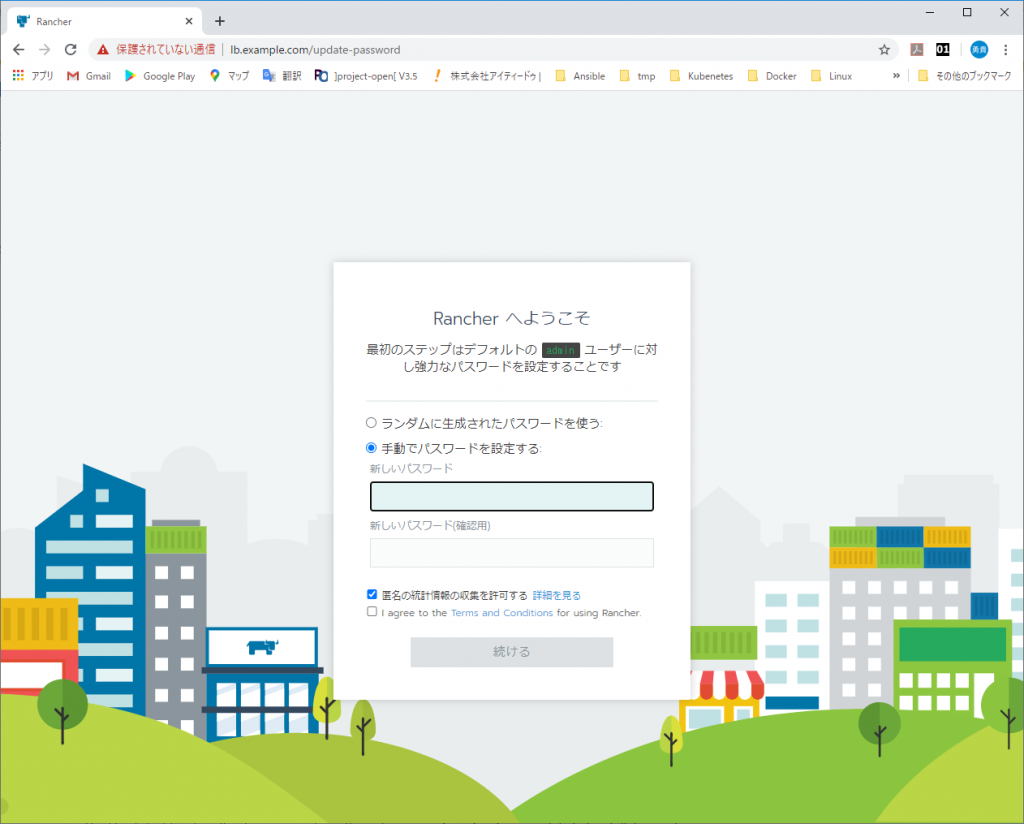 Rancher
保護されていない通信 | lb.example.com/update-password
01 勇貴
アプリ Gmail Google Play マップ 翻訳 ]project-open[ V3.5 株式会社アイティードゥ | Ansible tmp Kubenetes Docker Linux » その他のブックマーク
Rancher へようこそ
最初のステップはデフォルトの admin ユーザーに対
し強力なパスワードを設定することです
ランダムに生成されたパスワードを使う:
手動でパスワードを設定する:
新しいパスワード
新しいパスワード(確認用)
匿名の統計情報の収集を許可する 詳細を見る
I agree to the Terms and Conditions for using Rancher.
続ける